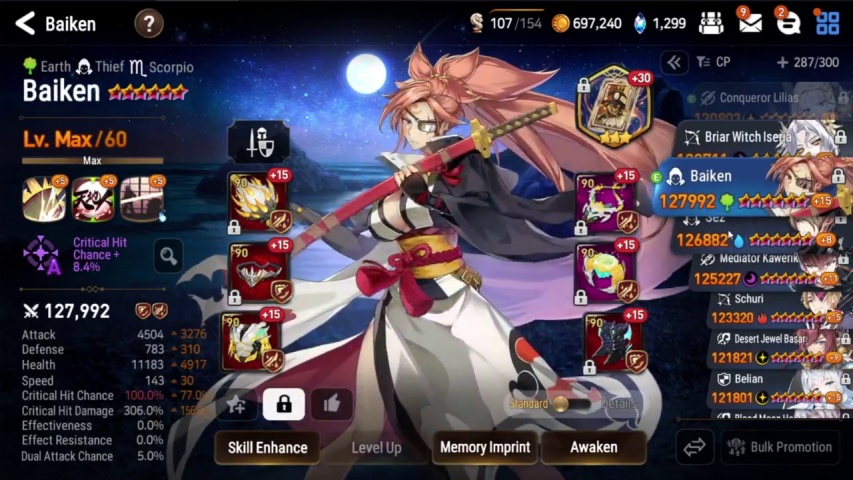 Baiken
?
107/154
697,240
1,299
9
2
Earth Thief Scorpio
Baiken
Lv. Max/60
Max
+5
+5
+5
Critical Hit
Chance +
8.4%
A
127,992
Attack 4504 3276
Defense 783 310
Health 11183 4917
Speed 143 30
Critical Hit Chance 100.0%
Critical Hit Damage 306.0%
Effectiveness 0.0%
Effect Resistance 0.0%
Dual Attack Chance 5.0%
90 +15
90 +15
90 +15
+30
+15
+15
90 +15
Standard Details
Skill Enhance
Level Up
Memory Imprint
Awaken
CP
+ 287/300
Conqueror Lilias
Briar Witch Iseria
E
Baiken
127992 +15
Sez
126882 +8
Mediator Kawerik
125227
Schuri
123320 +15
Desert Jewel Basar
121821 +9
Belian
121801 +15
Bulk Promotion